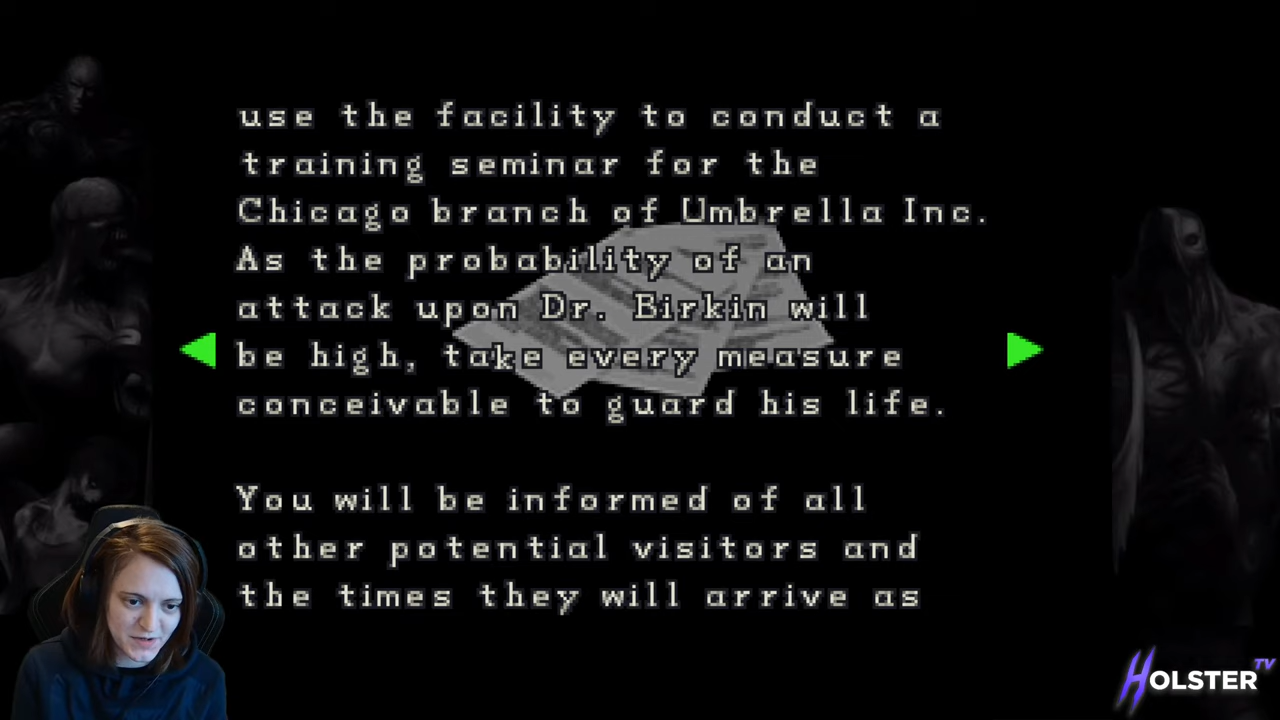 use the facility to conduct a
training seminar for the
Chicago branch of Umbrella Inc.
As the probability of an
attack upon Dr. Birkin will
be high, take every measure
conceivable to guard his life.
You will be informed of all
other potential visitors and
the times they will arrive as
HOLSTER TV